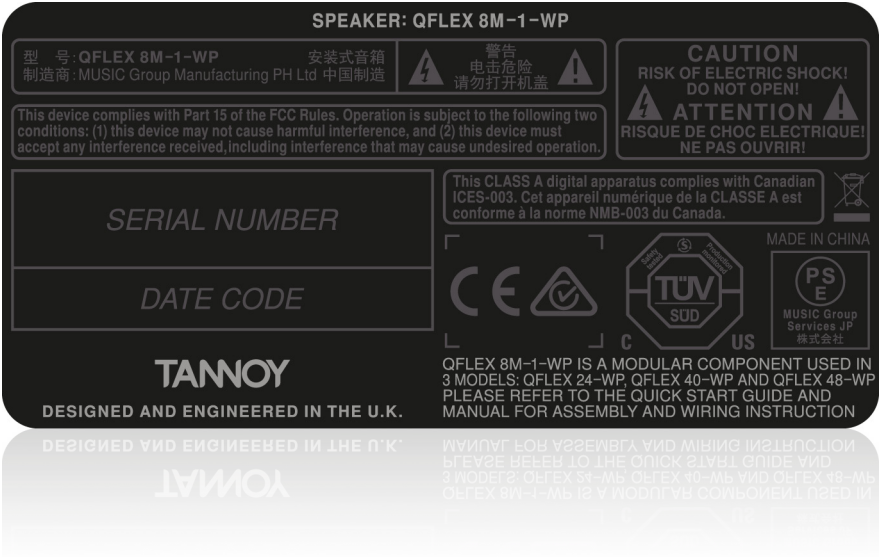 SPEAKER: QFLEX 8M-1-WP
型 号:QFLEX 8M-1-WP 安装式音箱
制造商:MUSIC Group Manufacturing PH Ltd 中国制造
警告
电击危险
请勿打开机盖
CAUTION
RISK OF ELECTRIC SHOCK!
DO NOT OPEN!
ATTENTION
RISQUE DE CHOC ELECTRIQUE!
NE PAS OUVRIR!
This device complies with Part 15 of the FCC Rules. Operation is subject to the following two
conditions: (1) this device may not cause harmful interference, and (2) this device must
accept any interference received,including interference that may cause undesired operation.
SERIAL NUMBER
DATE CODE
This CLASS A digital apparatus complies with Canadian
ICES-003. Cet appareil numérique de la CLASSE A est
conforme à la norme NMB-003 du Canada.
CE
Safety tested
S
Production monitored
TÜV
SÜD
C US
MADE IN CHINA
PS
E
MUSIC Group
Services JP
株式会社
TANNOY
DESIGNED AND ENGINEERED IN THE U.K.
QFLEX 8M-1-WP IS A MODULAR COMPONENT USED IN
3 MODELS: QFLEX 24-WP, QFLEX 40-WP AND QFLEX 48-WP
PLEASE REFER TO THE QUICK START GUIDE AND
MANUAL FOR ASSEMBLY AND WIRING INSTRUCTION